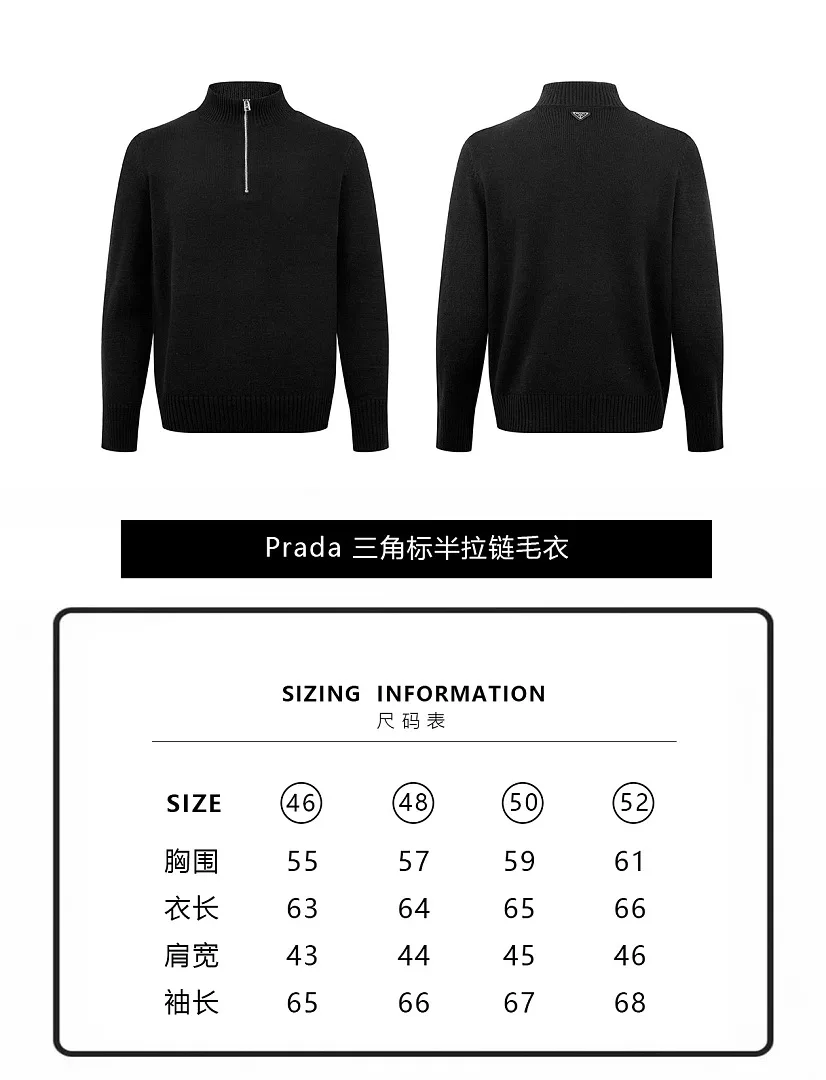 Prada 三角标半拉链毛衣
SIZING INFORMATION
尺码表
SIZE 46 48 50 52
胸围 55 57 59 61
衣长 63 64 65 66
肩宽 43 44 45 46
袖长 65 66 67 68